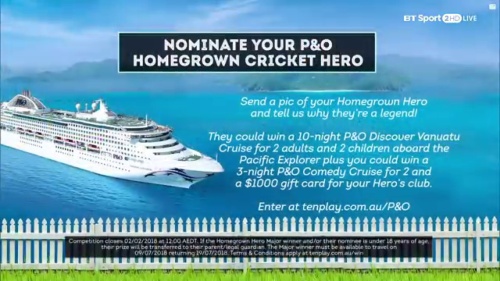 BT Sport 2HD LIVE
NOMINATE YOUR P&O
HOMEGROWN CRICKET HERO
Send a pic of your Homegrown Hero
and tell us why they're a legend!
They could win a 10-night P&O Discover Vanuatu
Cruise for 2 adults and 2 children aboard the
Pacific Explorer plus you could win a
3-night P&O Comedy Cruise for 2 and
a $1000 gift card for your Hero's club.
Enter at tenplay.com.au/P&O
Competition closes 02/02/2018 at 12:00 AEDT. If the Homegrown Hero Major winner and/or their nominee is under 18 years of age,
their prize will be transferred to their parent/legal guardian. The Major winner must be available to travel on
09/07/2018 returning 19/07/2018. Terms & Conditions apply at tenplay.com.au/win